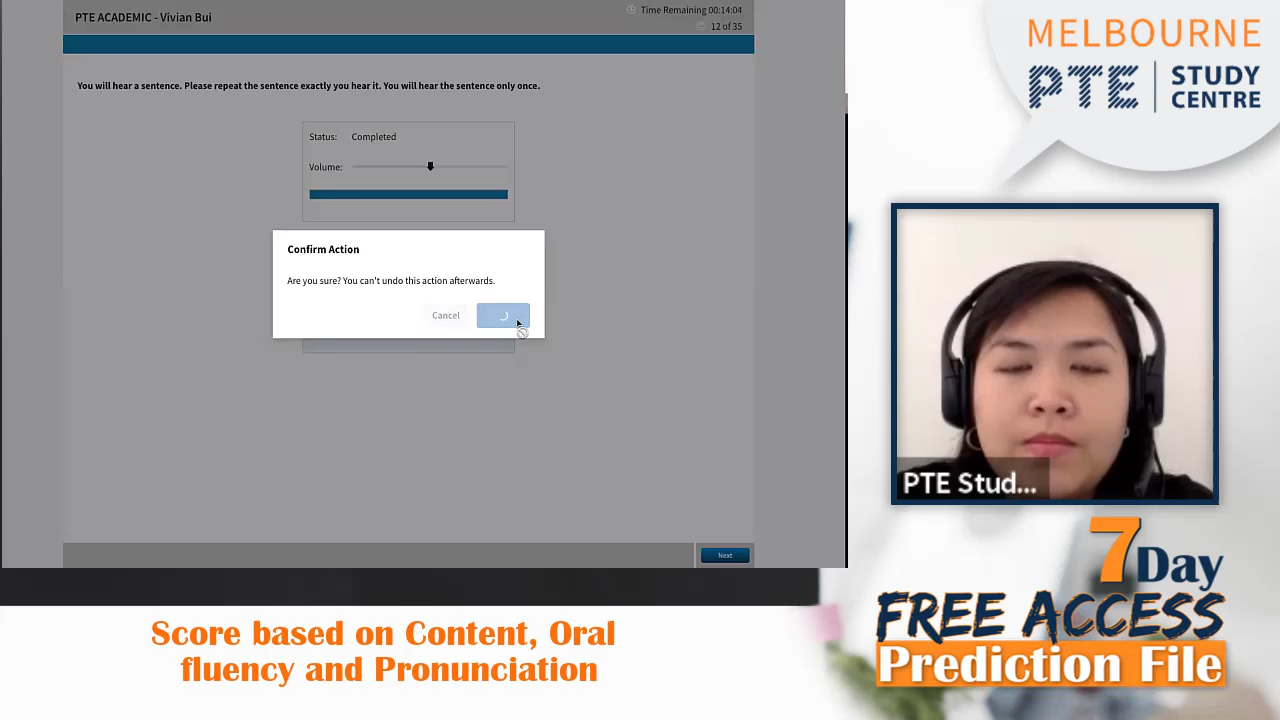 PTE ACADEMIC - Vivian Bui
Time Remaining 00:14:04
12 of 35
You will hear a sentence. Please repeat the sentence exactly you hear it. You will hear the sentence only once.
Status: Completed
Volume:
Confirm Action
Are you sure? You can't undo this action afterwards.
Cancel
Next
MELBOURNE
PTE
STUDY
CENTRE
PTE Stud...
7 Day
FREE ACCESS
Prediction File
Score based on Content, Oral
fluency and Pronunciation